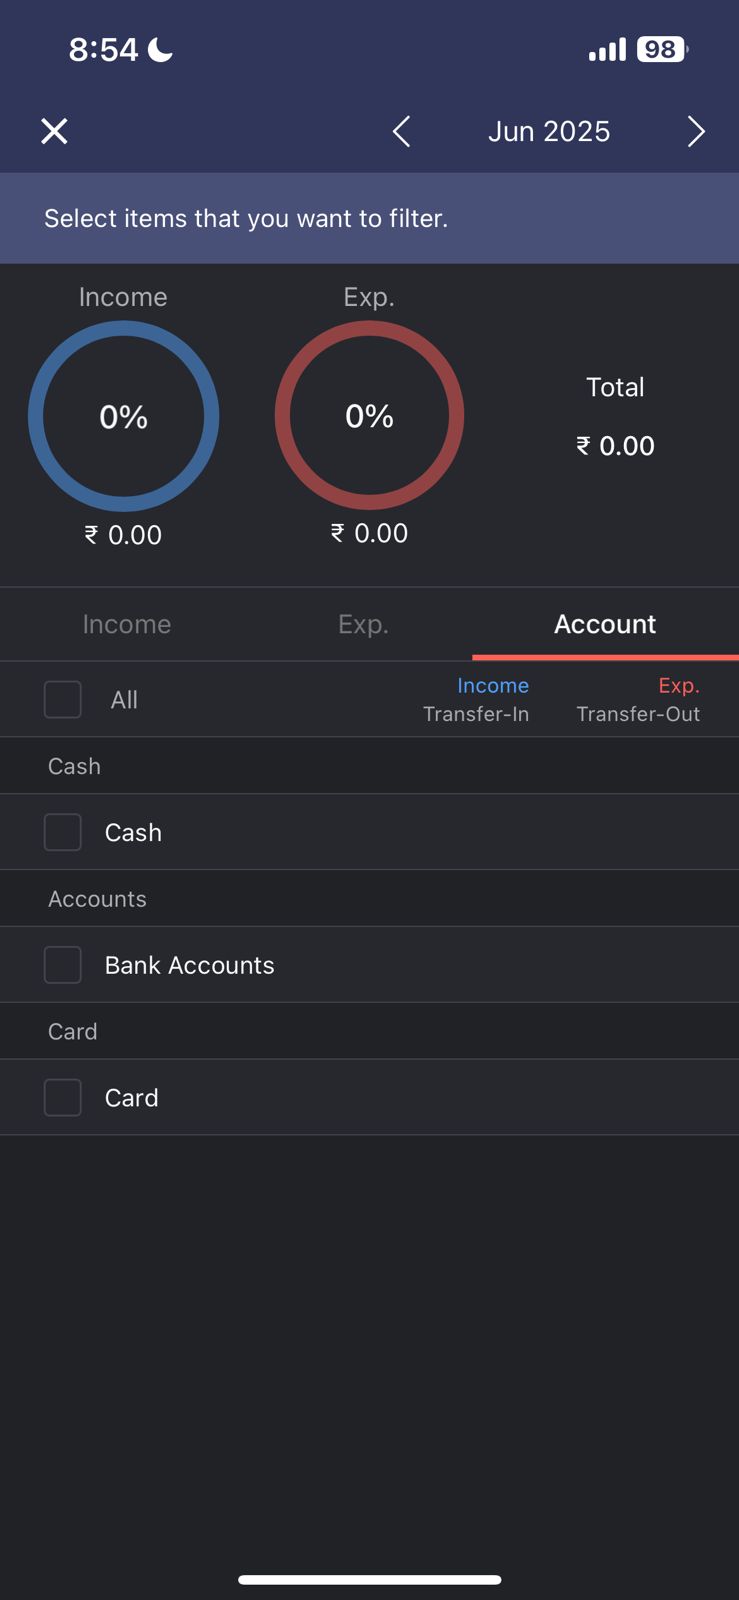 8:54
98
Jun 2025
Select items that you want to filter.
Income
Exp.
0%
0%
Total
₹ 0.00
₹ 0.00
₹ 0.00
Income
Exp.
Account
All
Income
Exp.
Transfer-In
Transfer-Out
Cash
Cash
Accounts
Bank Accounts
Card
Card